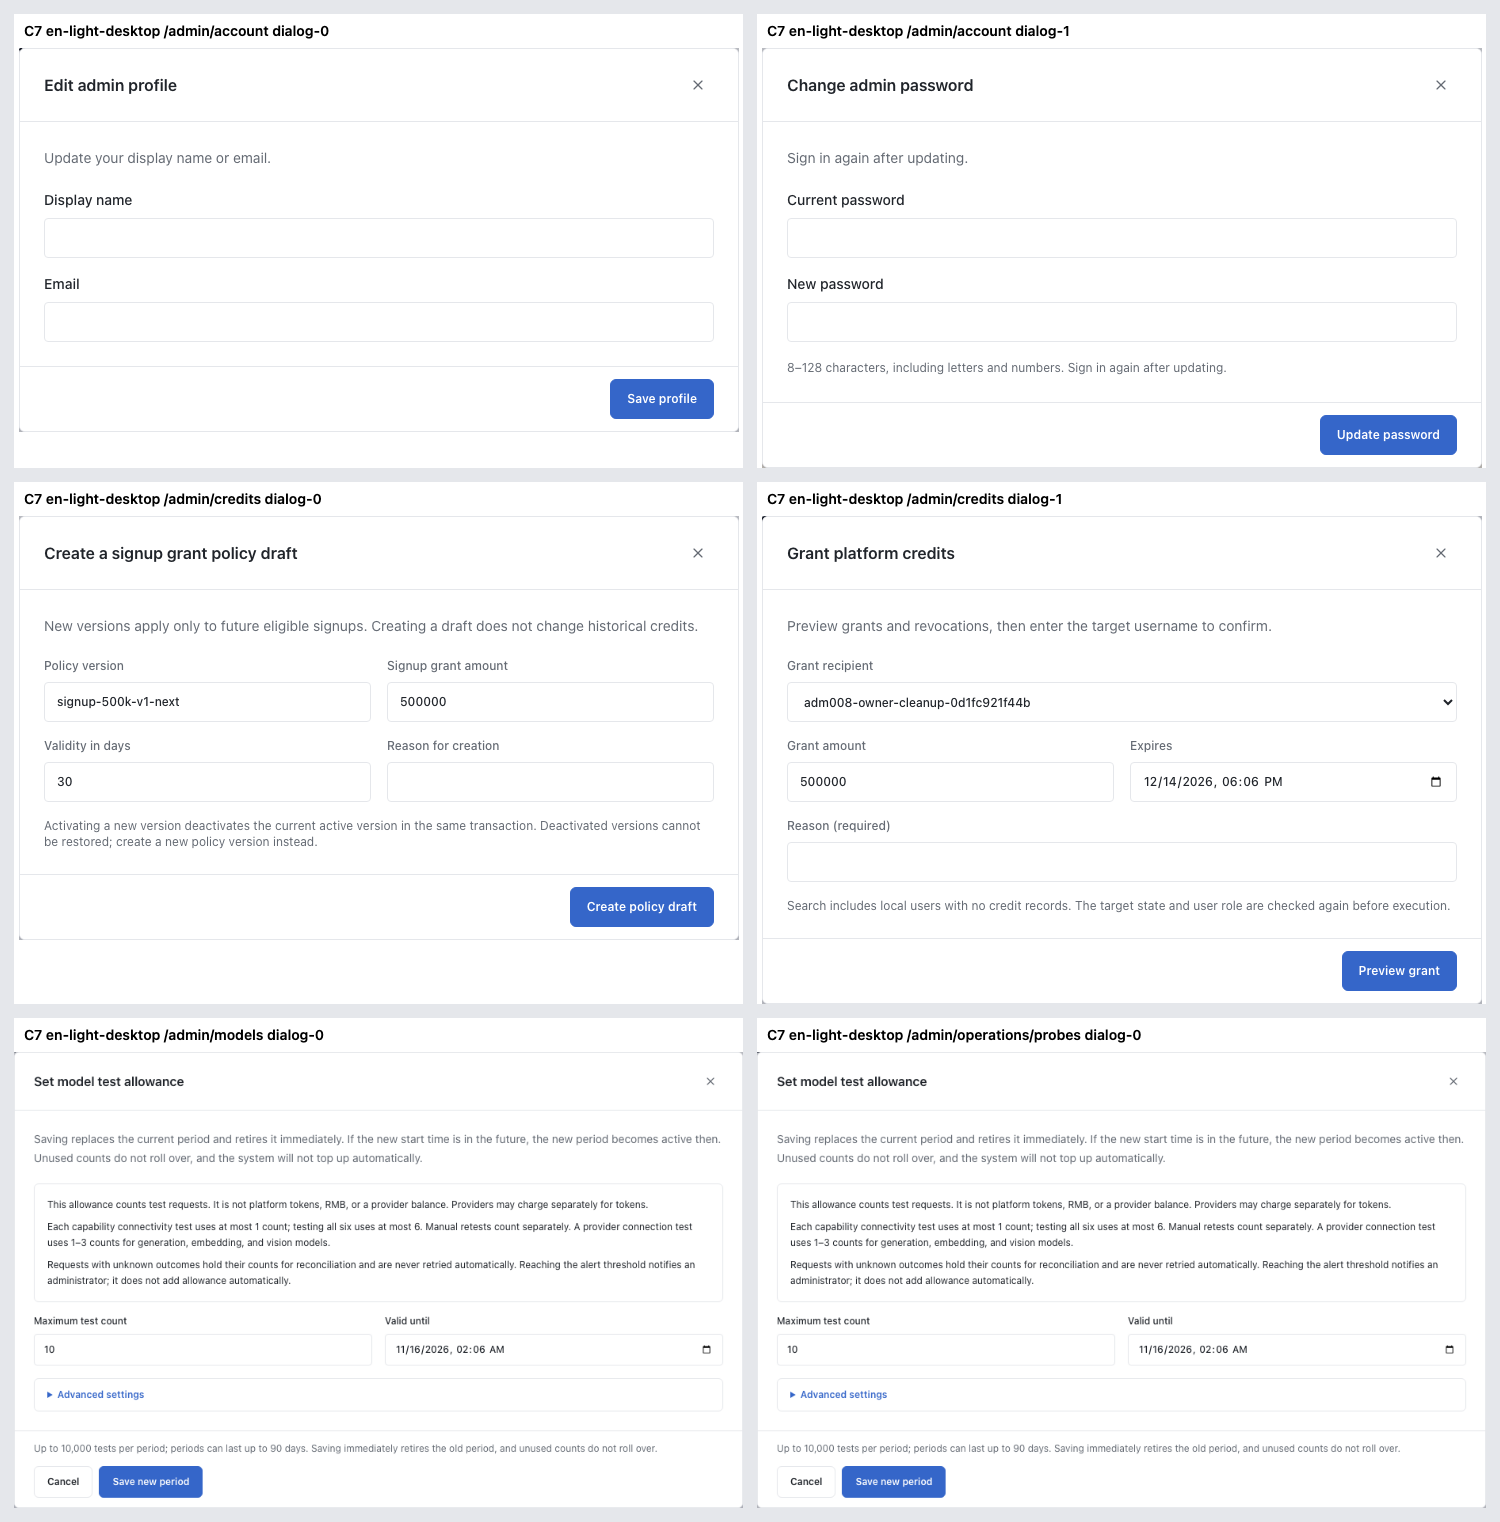 C7 en-light-desktop /admin/account dialog-0
Edit admin profile
Update your display name or email.
Display name
Email
Save profile
C7 en-light-desktop /admin/account dialog-1
Change admin password
Sign in again after updating.
Current password
New password
8–128 characters, including letters and numbers. Sign in again after updating.
Update password
C7 en-light-desktop /admin/credits dialog-0
Create a signup grant policy draft
New versions apply only to future eligible signups. Creating a draft does not change historical credits.
Policy version
Signup grant amount
signup-500k-v1-next
500000
Validity in days
Reason for creation
30
Activating a new version deactivates the current active version in the same transaction. Deactivated versions cannot
be restored; create a new policy version instead.
Create policy draft
C7 en-light-desktop /admin/credits dialog-1
Grant platform credits
Preview grants and revocations, then enter the target username to confirm.
Grant recipient
adm008-owner-cleanup-0d1fc921f44b
Grant amount
Expires
500000
12/14/2026, 06:06 PM
Reason (required)
Search includes local users with no credit records. The target state and user role are checked again before execution.
Preview grant
C7 en-light-desktop /admin/models dialog-0
Set model test allowance
Saving replaces the current period and retires it immediately. If the new start time is in the future, the new period becomes active then.
Unused counts do not roll over, and the system will not top up automatically.
This allowance counts test requests. It is not platform tokens, RMB, or a provider balance. Providers may charge separately for tokens.
Each capability connectivity test uses at most 1 count; testing all six uses at most 6. Manual retests count separately. A provider connection test
uses 1–3 counts for generation, embedding, and vision models.
Requests with unknown outcomes hold their counts for reconciliation and are never retried automatically. Reaching the alert threshold notifies an
administrator; it does not add allowance automatically.
Maximum test count
Valid until
10
11/16/2026, 02:06 AM
Advanced settings
Up to 10,000 tests per period; periods can last up to 90 days. Saving immediately retires the old period, and unused counts do not roll over.
Cancel
Save new period
C7 en-light-desktop /admin/operations/probes dialog-0
Set model test allowance
Saving replaces the current period and retires it immediately. If the new start time is in the future, the new period becomes active then.
Unused counts do not roll over, and the system will not top up automatically.
This allowance counts test requests. It is not platform tokens, RMB, or a provider balance. Providers may charge separately for tokens.
Each capability connectivity test uses at most 1 count; testing all six uses at most 6. Manual retests count separately. A provider connection test
uses 1–3 counts for generation, embedding, and vision models.
Requests with unknown outcomes hold their counts for reconciliation and are never retried automatically. Reaching the alert threshold notifies an
administrator; it does not add allowance automatically.
Maximum test count
Valid until
10
11/16/2026, 02:06 AM
Advanced settings
Up to 10,000 tests per period; periods can last up to 90 days. Saving immediately retires the old period, and unused counts do not roll over.
Cancel
Save new period